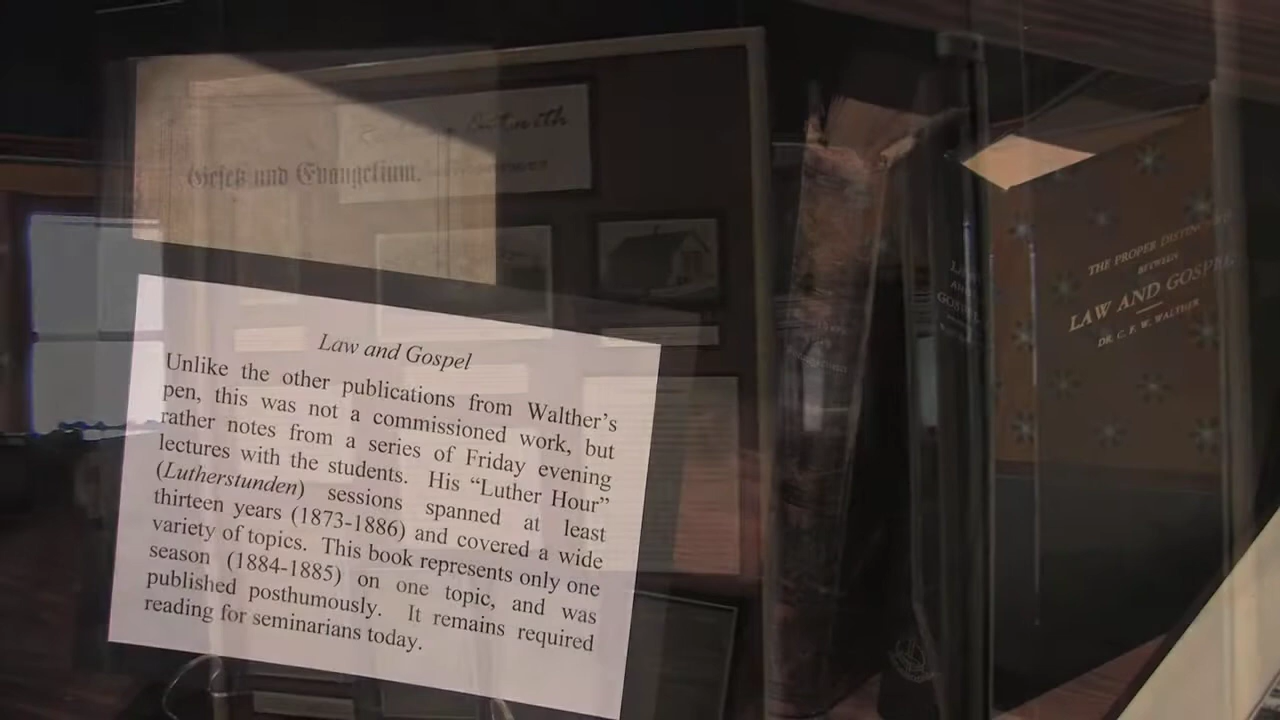 Gesetz und Evangelium.
Law and Gospel
Unlike the other publications from Walther's
pen, this was not a commissioned work, but
rather notes from a series of Friday evening
lectures with the students. His “Luther Hour”
(Lutherstunden) sessions spanned at least
thirteen years (1873-1886) and covered a wide
variety of topics. This book represents only one
season (1884-1885) on one topic, and was
published posthumously. It remains required
reading for seminarians today.
LAW
AND
GOSPEL
THE PROPER DISTINCTION
BETWEEN
LAW AND GOSPEL
DR. C. F. W. WALTHER